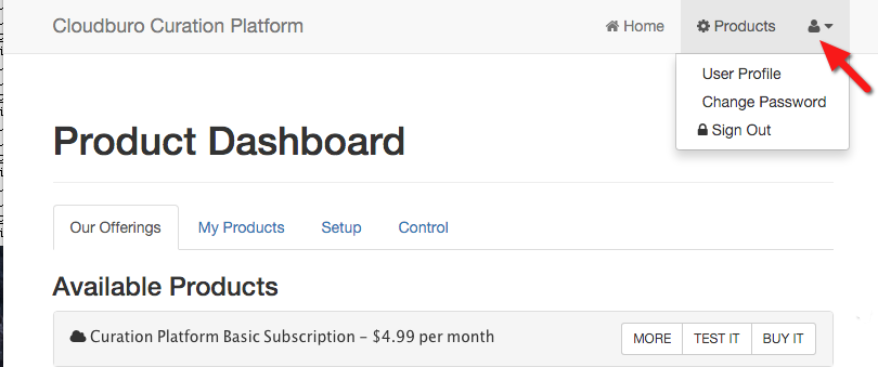 Cloudburo Curation Platform Home Products
User Profile
Change Password
Sign Out
Product Dashboard
Our Offerings My Products Setup Control
Available Products
Curation Platform Basic Subscription – $4.99 per month MORE TEST IT BUY IT